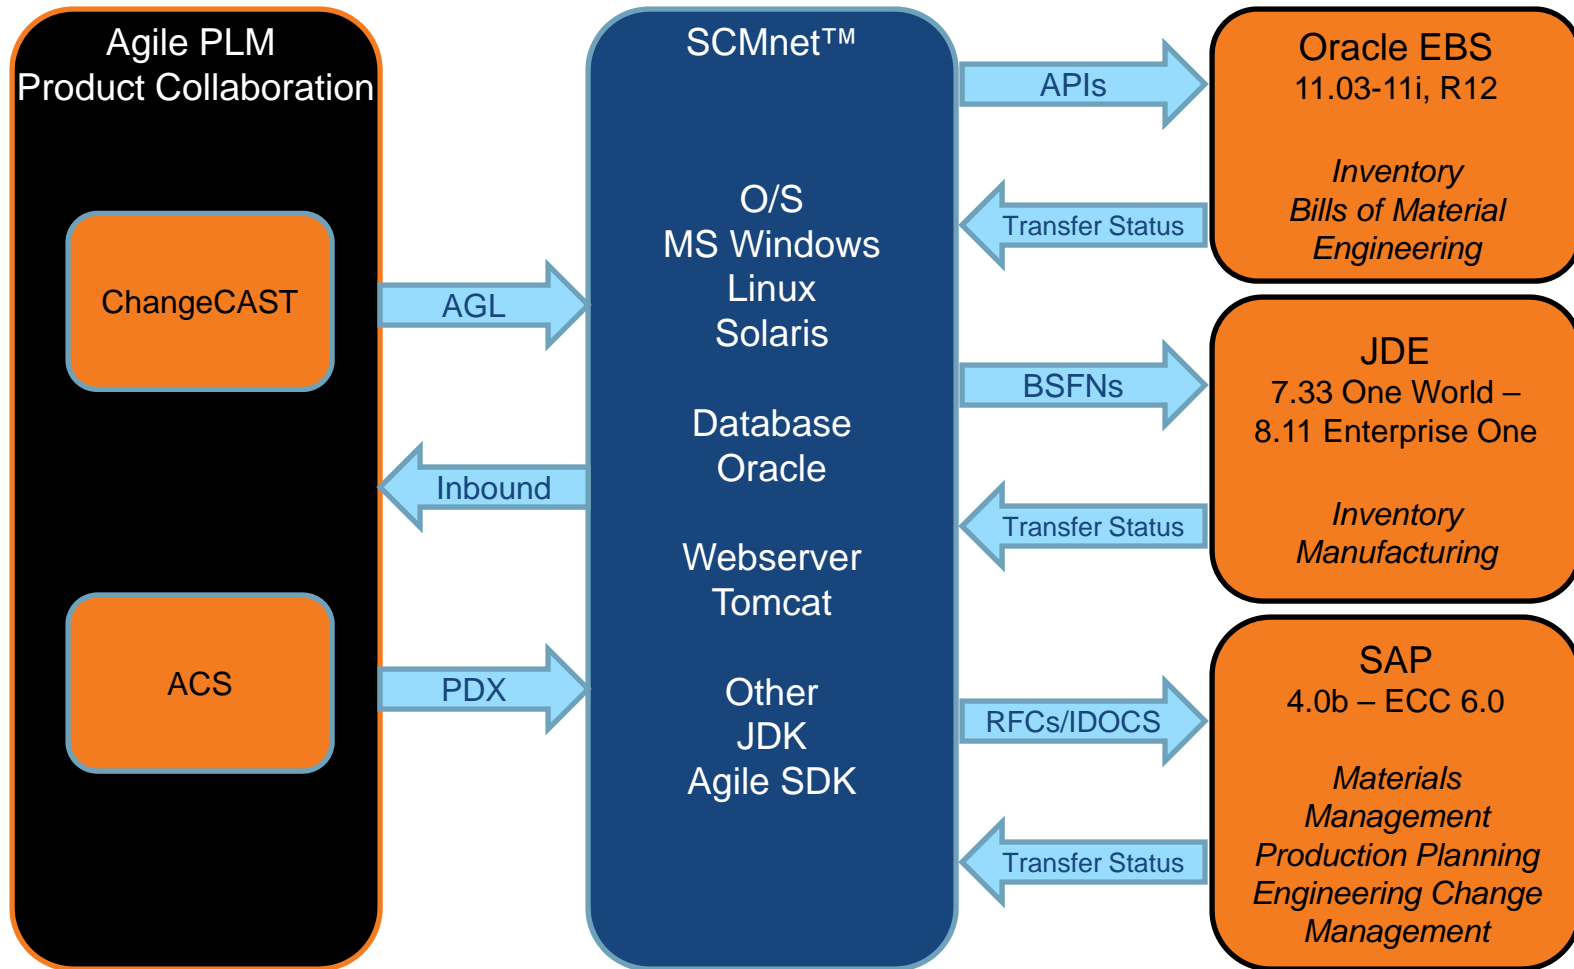 Agile PLM
Product Collaboration
ChangeCAST
ACS
AGL
Inbound
PDX
SCMnet™
O/S
MS Windows
Linux
Solaris
Database
Oracle
Webserver
Tomcat
Other
JDK
Agile SDK
APIs
Transfer Status
BSFNs
Transfer Status
RFCs/IDOCS
Transfer Status
Oracle EBS
11.03-11i, R12
Inventory
Bills of Material
Engineering
JDE
7.33 One World –
8.11 Enterprise One
Inventory
Manufacturing
SAP
4.0b – ECC 6.0
Materials
Management
Production Planning
Engineering Change
Management